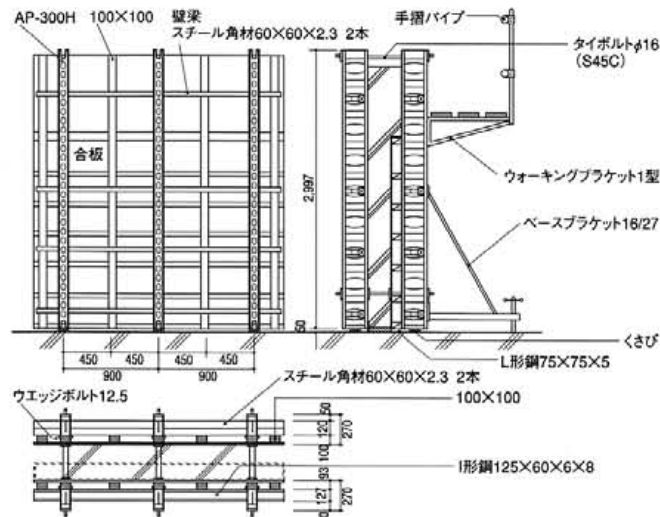 AP-300H
100×100
壁梁
スチール角材60×60×2.3 2本
手摺パイプ
タイボルトφ16
(S45C)
合板
2,997
50
ウォーキングブラケット1型
ベースブラケット16/27
くさび
L形鋼75×75×5
450
450
450
450
900
900
スチール角材60×60×2.3 2本
ウエッジボルト12.5
100×100
I形鋼125×60×6×8
50
120
270
100
93
127
270